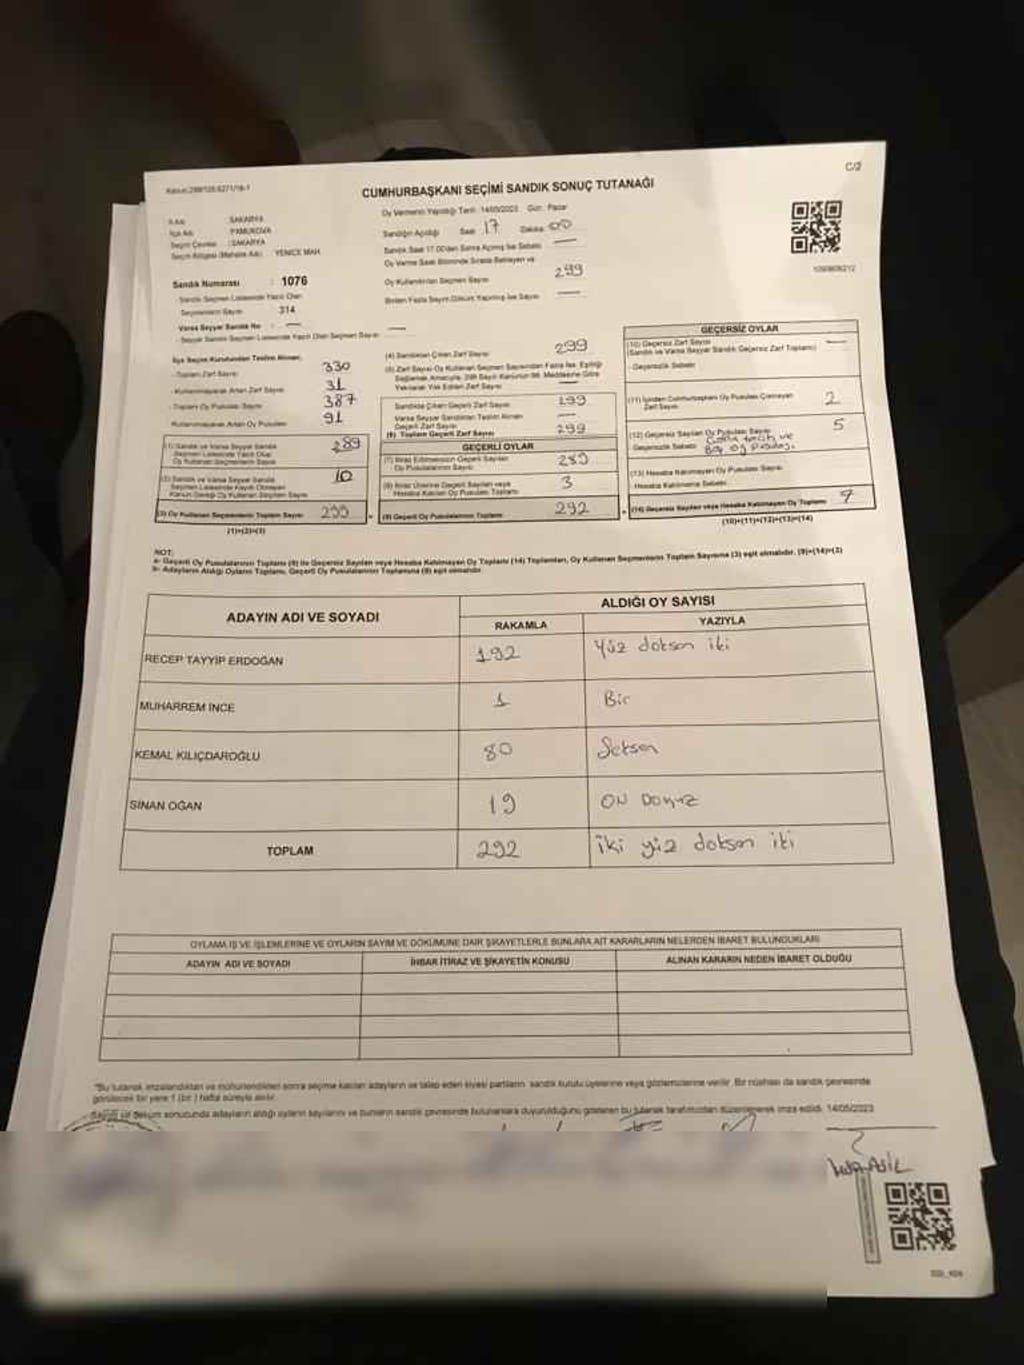 Kanun:298/
C/2
CUMHURBAŞKANI SEÇİMİ SANDIK SONUÇ TUTANAĞI
İl Adı : SAKARYA
İlçe Adı : PAMUKOVA
Seçim Çevresi : SAKARYA
Seçim Bölgesi (Mahalle Adı) : YENİCE MAH.
Oy Vermenin Yapıldığı Tarih : 14/05/2023 Gün : Pazar
Sandığın Açıldığı Saat 17 Dakika 00
Sandık Saat 17.00'den Sonra Açılmış İse Sebebi —
Oy Verme Saati Bitiminde Sırada Bekleyen ve
Oy Kullandırılan Seçmen Sayısı 299
Birden Fazla Sayım Döküm Yapılmış İse Sayısı —
Sandık Numarası : 1076
Sandık Seçmen Listesinde Yazılı Olan
Seçmenlerin Sayısı 314
Varsa Seyyar Sandık No : —
Seyyar Sandık Seçmen Listesinde Yazılı Olan Seçmen Sayısı —
İlçe Seçim Kurulundan Teslim Alınan;
Toplam Zarf Sayısı 330
Kullanılmayarak Artan Zarf Sayısı 31
Toplam Oy Pusulası Sayısı 387
Kullanılmayarak Artan Oy Pusulası 91
(1) Sandık ve Varsa Seyyar Sandık
Seçmen Listesinde Yazılı Olup
Oy Kullanan Seçmenlerin Sayısı 289
(2) Sandık ve Varsa Seyyar Sandık
Seçmen Listesinde Kayıtlı Olmayan
Kanun Gereği Oy Kullanan Seçmen Sayısı 10
(3) Oy Kullanan Seçmenlerin Toplam Sayısı 299
(1)+(2)=(3)
(4) Sandıktan Çıkan Zarf Sayısı 299
(5) Zarf Sayısı Oy Kullanan Seçmen Sayısından Fazla İse, Eşitliği
Sağlamak Amacıyla, 298 Sayılı Kanunun 98. Maddesine Göre
Yakılarak Yok Edilen Zarf Sayısı —
Sandıkta Çıkan Geçerli Zarf Sayısı 299
Varsa Seyyar Sandıktan Teslim Alınan
Geçerli Zarf Sayısı —
(6) Toplam Geçerli Zarf Sayısı 299
GEÇERLİ OYLAR
(7) İtiraz Edilmeksizin Geçerli Sayılan
Oy Pusulalarının Sayısı 289
(8) İtiraz Üzerine Geçerli Sayılan veya
Hesaba Katılan Oy Pusulası Toplamı 3
(9) Geçerli Oy Pusulalarının Toplamı 292
GEÇERSİZ OYLAR
(10) Geçersiz Zarf Sayısı
(Sandık ve Varsa Seyyar Sandık Geçersiz Zarf Toplamı) —
Geçersizlik Sebebi:
(11) İçinden Cumhurbaşkanı Oy Pusulası Çıkmayan
Zarf Sayısı 2
(12) Geçersiz Sayılan Oy Pusulası Sayısı 5
Geçersizlik Sebebi:
(13) Hesaba Katılmayan Oy Pusulası Sayısı
Hesaba Katılmama Sebebi:
(14) Geçersiz Sayılan veya Hesaba Katılmayan Oy Toplamı 7
(10)+(11)+(12)+(13)=(14)
NOT:
a- Geçerli Oy Pusulalarının Toplamı (9) ile Geçersiz Sayılan veya Hesaba Katılmayan Oy Toplamı (14) Toplamları, Oy Kullanan Seçmenlerin Toplam Sayısına (3) eşit olmalıdır. (9)+(14)=(3)
b- Adayların Aldığı Oyların Toplamı, Geçerli Oy Pusulalarının Toplamına (9) eşit olmalıdır.
ADAYIN ADI VE SOYADI
ALDIĞI OY SAYISI
RAKAMLA YAZIYLA
RECEP TAYYİP ERDOĞAN 192 Yüz doksan iki
MUHARREM İNCE 1 Bir
KEMAL KILIÇDAROĞLU 80 Seksen
SİNAN OĞAN 19 ON DOKUZ
TOPLAM 292 iki yüz doksan iki
OYLAMA İŞ VE İŞLEMLERİNE VE OYLARIN SAYIM VE DÖKÜMÜNE DAİR ŞİKAYETLERLE BUNLARA AİT KARARLARIN NELERDEN İBARET BULUNDUKLARI
ADAYIN ADI VE SOYADI İHBAR İTİRAZ VE ŞİKAYETİN KONUSU ALINAN KARARIN NEDEN İBARET OLDUĞU
"Bu tutanak imzalandıktan ve mühürlendikten sonra seçime katılan adayların ve talep eden siyasi partilerin sandık kurulu üyelerine veya gözlemcilerine verilir. Bir nüshası da sandık çevresinde
görülecek bir yere 1 (bir) hafta süreyle asılır.
Sayım ve döküm sonucunda adayların aldığı oyların sayılarını ve bunların sandık çevresinde bulunanlara duyurulduğunu gösteren bu tutanak tarafımızdan düzenlenerek imza edildi. 14/05/2023